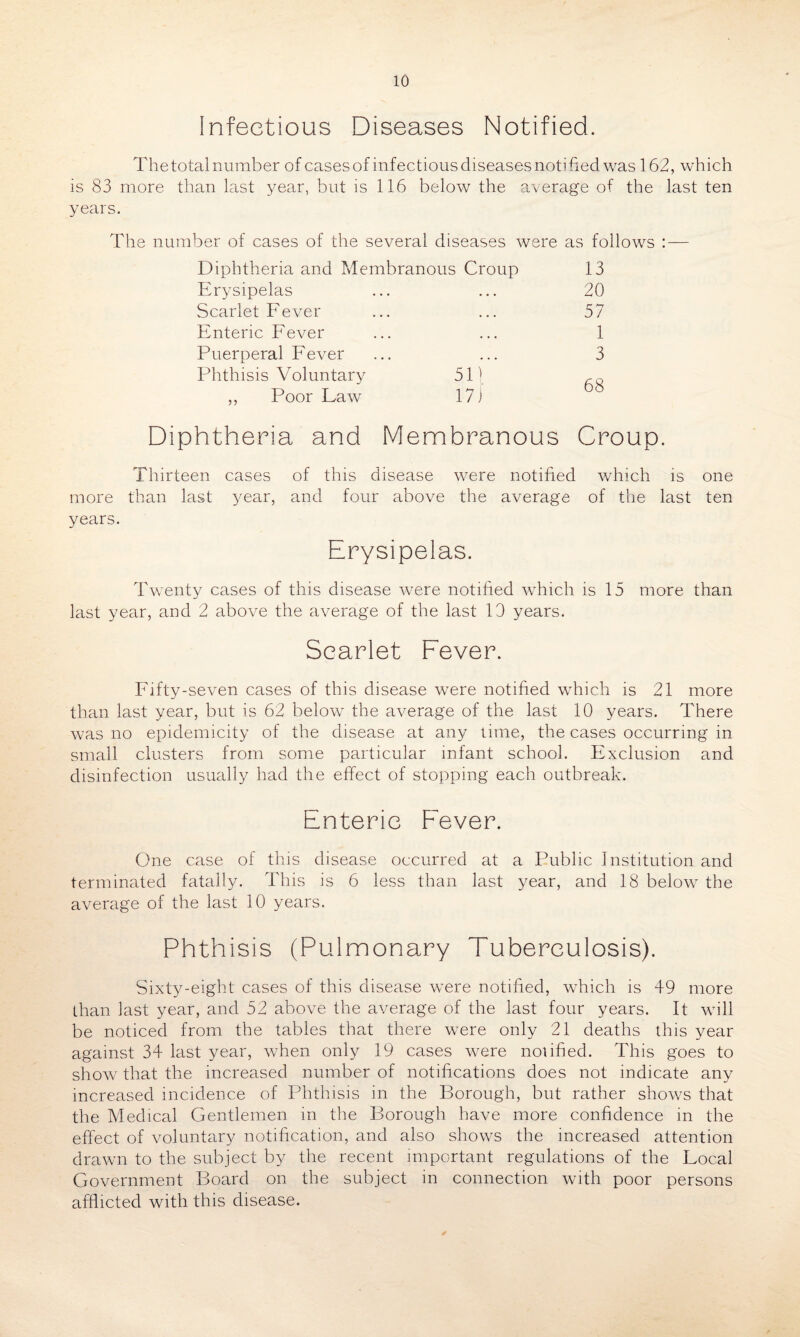 10
Infectious Diseases Notified.
The total number of cases of infectious diseases notified was 162, which
is 83 more than last year, but is 116 below the average of the last ten
years.
The number of cases of the several diseases were as follows :—
Diphtheria and Membranous Croup 13
Erysipelas ... ... 20
Scarlet Fever ... ... 57
Enteric Fever ... ... 1
Puerperal Fever ... ... 3
Phthisis Voluntary 51 }
,, Poor Law 17 } 68
Diphtheria and Membranous Croup.
Thirteen cases of this disease were notified which is one
more than last year, and four above the average of the last ten
years.
Erysipelas.
Twenty cases of this disease were notified which is 15 more than
last year, and 2 above the average of the last 10 years.
Scarlet Fever.
Fifty-seven cases of this disease were notified which is 21 more
than last year, but is 62 below the average of the last 10 years. There
was no epidemicity of the disease at any time, the cases occurring in
small clusters from some particular infant school. Exclusion and
disinfection usually had the effect of stopping each outbreak.
Enteric Fever.
One case of this disease occurred at a Public Institution and
terminated fatally. This is 6 less than last year, and 18 below the
average of the last 10 years.
Phthisis (Pulmonary Tuberculosis).
Sixty-eight cases of this disease were notified, which is 49 more
than last year, and 52 above the average of the last four years. It will
be noticed from the tables that there were only 21 deaths this year
against 34 last year, when only 19 cases were notified. This goes to
show that the increased number of notifications does not indicate any
increased incidence of Phthisis in the Borough, but rather shows that
the Medical Gentlemen in the Borough have more confidence in the
effect of voluntary notification, and also shows the increased attention
drawn to the subject by the recent important regulations of the Local
Government Board on the subject in connection with poor persons
afflicted with this disease.